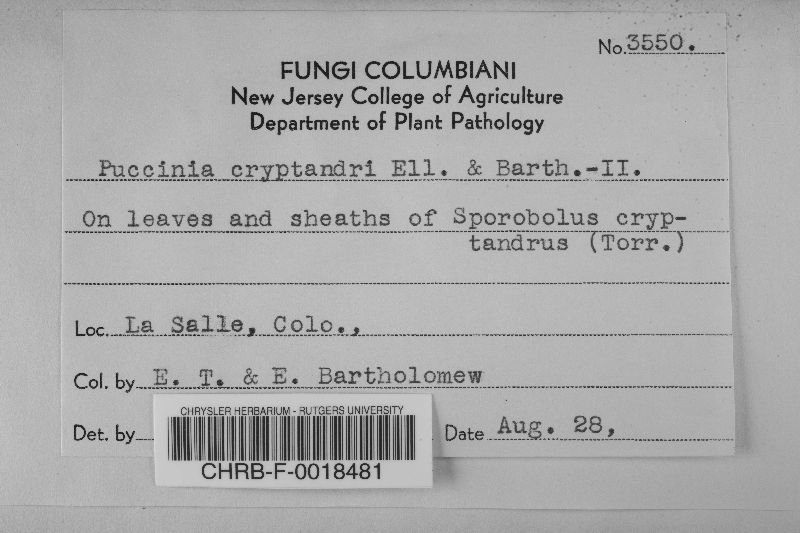 No. 3550.
FUNGI COLUMBIANI
New Jersey College of Agriculture
Department of Plant Pathology
Puccinia cryptandri Ell. & Barth.-II.
On leaves and sheaths of Sporobolus cryp-
tandrus (Torr.)
Loc. La Salle, Colo.,
Col. by E. T. & E. Bartholomew
Det. by
Date Aug. 28,
CHRYSLER HERBARIUM - RUTGERS UNIVERSITY
CHRB-F-0018481